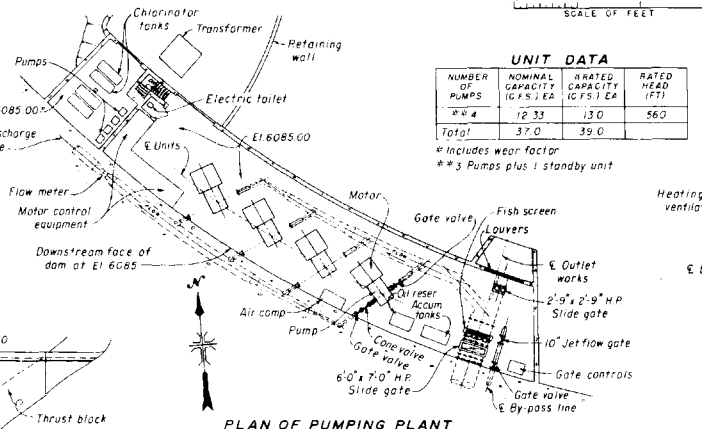 SCALE OF FEET
Chlorinator
tanks
Transformer
Retaining
wall
Pumps
Electric toilet
6085.00
El. 6085.00
℄ Units
Flow meter
Motor control
equipment
Downstream face of
dam at El 6085
Air comp
Pump
Cone valve
Gate valve
6'-0" x 7'-0" H.P.
Slide gate
Motor
Gate valve
Oil reser
Accum
tanks
Fish screen
Louvers
℄ Outlet
works
2'-9" x 2'-9" H.P.
Slide gate
10" Jet flow gate
Gate controls
Gate valve
℄ By-pass line
N
Thrust block
UNIT DATA
NUMBER OF PUMPS NOMINAL CAPACITY (C.F.S.) EA #RATED CAPACITY (C.F.S.) EA RATED HEAD (FT)
** 4 12.33 13.0 560
Total 37.0 39.0
* Includes wear factor
** 3 Pumps plus 1 standby unit
Heating
PLAN OF PUMPING PLANT